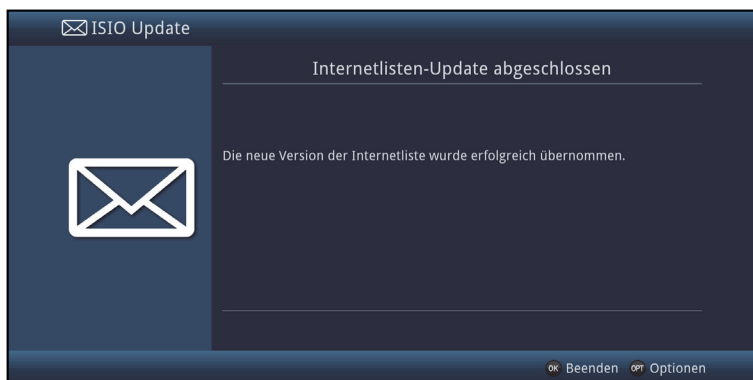 ISIO Update
Internetlisten-Update abgeschlossen
Die neue Version der Internetliste wurde erfolgreich übernommen.
OK Beenden OPT Optionen